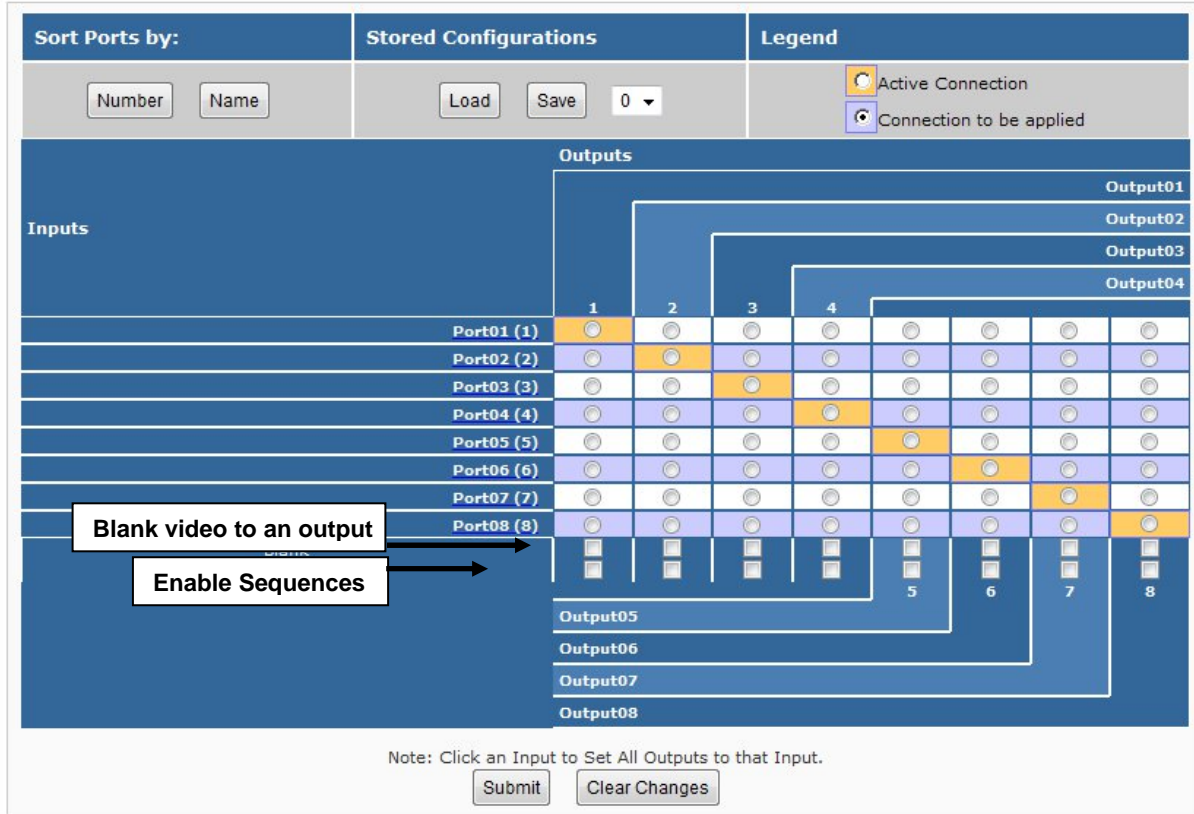 Sort Ports by:
Stored Configurations
Legend
Number
Name
Load
Save
0
Active Connection
Connection to be applied
Outputs
Output01
Output02
Output03
Output04
Inputs
1 2 3 4
Port01 (1)
Port02 (2)
Port03 (3)
Port04 (4)
Port05 (5)
Port06 (6)
Port07 (7)
Port08 (8)
Blank video to an output
Enable Sequences
5 6 7 8
Output05
Output06
Output07
Output08
Note: Click an Input to Set All Outputs to that Input.
Submit
Clear Changes